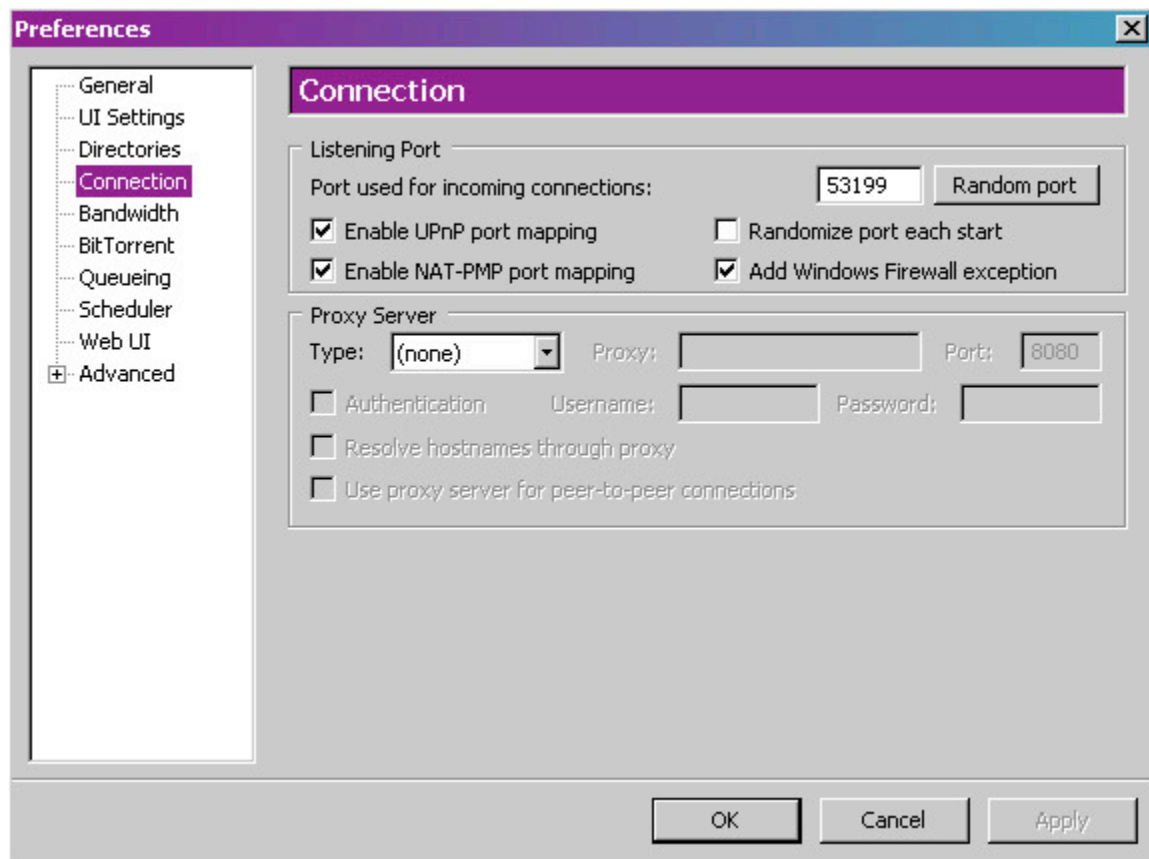 Preferences
General
UI Settings
Directories
Connection
Bandwidth
BitTorrent
Queueing
Scheduler
Web UI
Advanced
Connection
Listening Port
Port used for incoming connections: 53199 Random port
Enable UPnP port mapping Randomize port each start
Enable NAT-PMP port mapping Add Windows Firewall exception
Proxy Server
Type: (none) Proxy: Port: 8080
Authentication Username: Password:
Resolve hostnames through proxy
Use proxy server for peer-to-peer connections
OK Cancel Apply